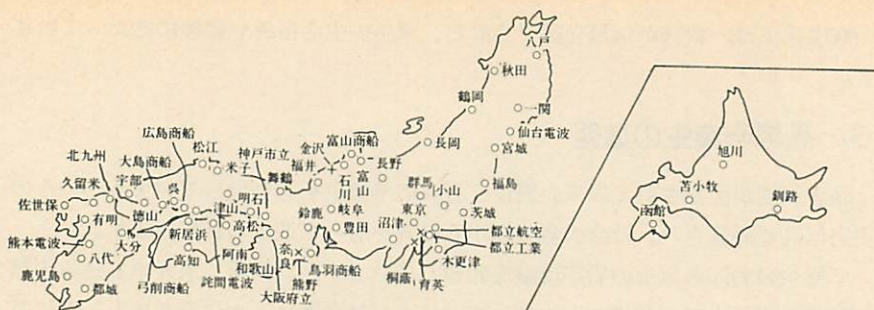 八戸
秋田
鶴岡
一関
仙台電波
宮城
長岡
福島
広島商船
松江
神戸市立
金沢
富山商船
北九州
大島商船
米子
舞鶴
福井
長野
久留米
宇部
呉
明石
石川
富山
群馬
小山
佐世保
有明
徳山
津山
高松
鈴鹿
岐阜
東京
茨城
熊本電波
大分
新居浜
奈良
豊田
沼津
都立航空
都立工業
八代
高知
阿南
和歌山
鳥羽商船
木更津
鹿児島
都城
弓削商船
詫間電波
大阪府立
熊野
桐蔭
育英
旭川
苫小牧
釧路
函館